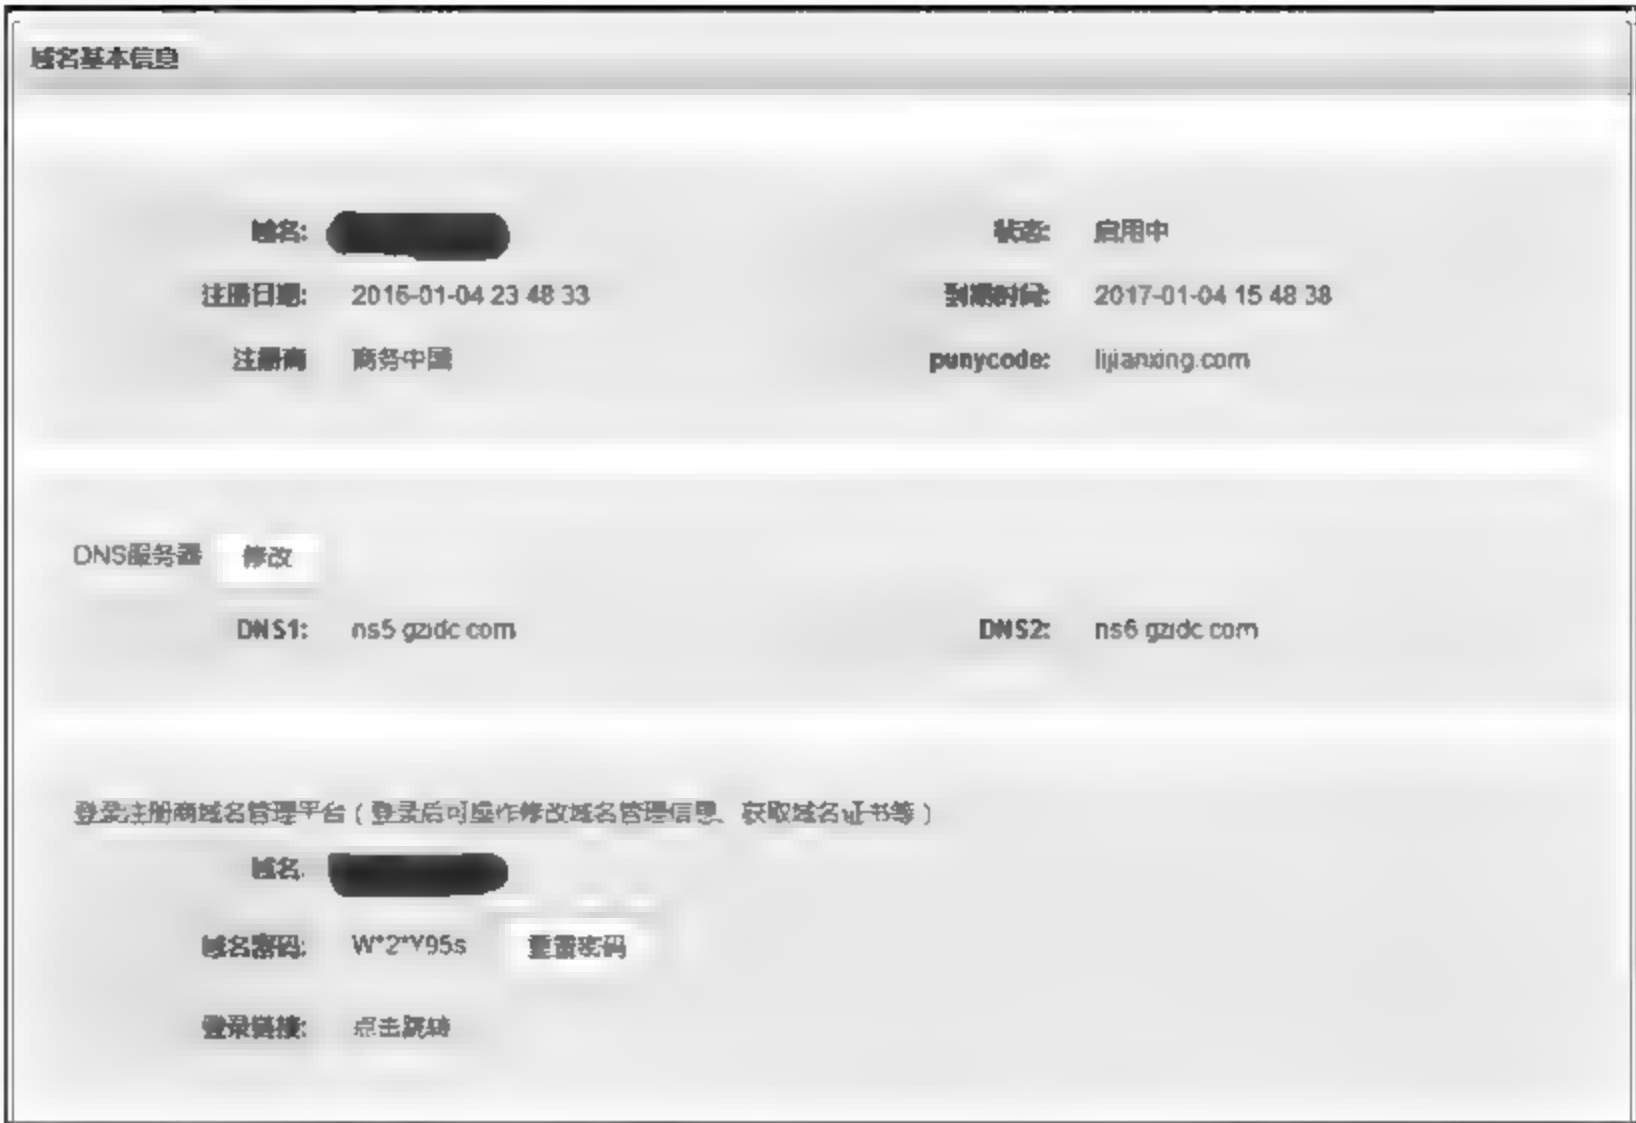 域名基本信息
域名: 状态: 启用中
注册日期: 2016-01-04 23 48 33 到期时间: 2017-01-04 15 48 38
注册商 商务中国 punycode: lijianxing.com
DNS服务器 修改
DNS1: ns5 gzidc com DNS2: ns6 gzidc com
登录注册商域名管理平台(登录后可操作修改域名管理信息、获取域名证书等)
域名
域名密码: W*2*Y95s 重置密码
登录链接: 点击跳转